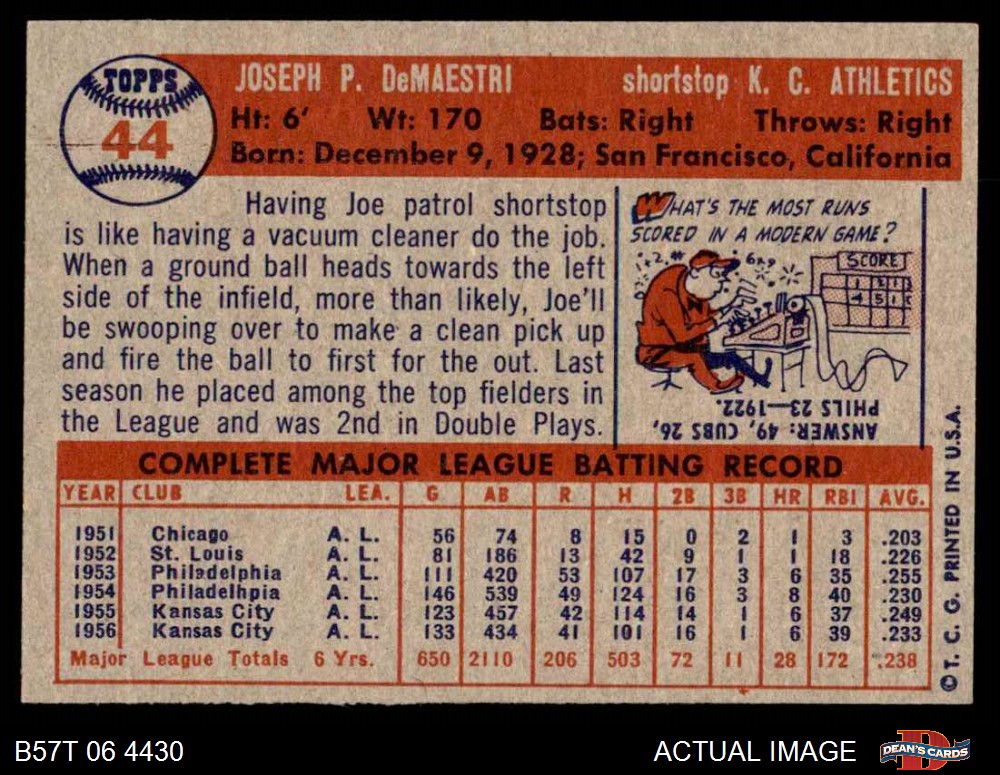 TOPPS
44
JOSEPH P. DeMAESTRI shortstop K. C. ATHLETICS
Ht: 6' Wt: 170 Bats: Right Throws: Right
Born: December 9, 1928; San Francisco, California
Having Joe patrol shortstop
is like having a vacuum cleaner do the job.
When a ground ball heads towards the left
side of the infield, more than likely, Joe'll
be swooping over to make a clean pick up
and fire the ball to first for the out. Last
season he placed among the top fielders in
the League and was 2nd in Double Plays.
WHAT'S THE MOST RUNS
SCORED IN A MODERN GAME?
SCORE
ANSWER: 49, CUBS 26,
PHILS 23—1922.
COMPLETE MAJOR LEAGUE BATTING RECORD
YEAR CLUB LEA. G AB R H 2B 3B HR RBI AVG.
1951 Chicago A. L. 56 74 8 15 0 2 1 3 .203
1952 St. Louis A. L. 81 186 13 42 9 1 1 18 .226
1953 Philadelphia A. L. 111 420 53 107 17 3 6 35 .255
1954 Philadelhpia A. L. 146 539 49 124 16 3 8 40 .230
1955 Kansas City A. L. 123 457 42 114 14 1 6 37 .249
1956 Kansas City A. L. 133 434 41 101 16 1 6 39 .233
Major League Totals 6 Yrs. 650 2110 206 503 72 11 28 172 .238
©T. C. G. PRINTED IN U.S.A.
B57T 06 4430 ACTUAL IMAGE DEAN'S CARDS